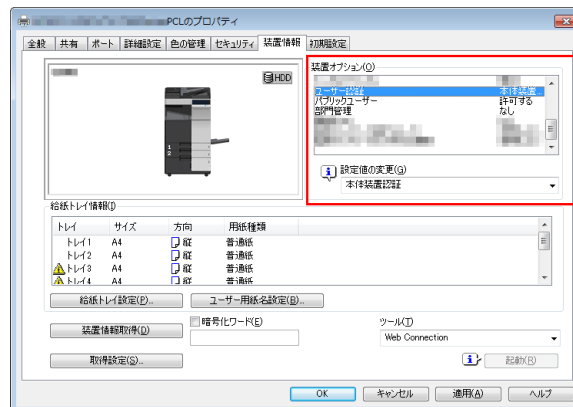 PCLのプロパティ
全般 共有 ポート 詳細設定 色の管理 セキュリティ 装置情報 初期設定
HDD
装置オプション(O)
ユーザー認証 本体装置...
パブリックユーザー 許可する
部門管理 なし
設定値の変更(G)
本体装置認証
給紙トレイ情報(I)
トレイ サイズ 方向 用紙種類
トレイ1 A4 縦 普通紙
トレイ2 A4 縦 普通紙
トレイ3 A4 縦 普通紙
トレイ4 A4 縦 普通紙
給紙トレイ設定(P)... ユーザー用紙名設定(B)...
装置情報取得(D) 暗号化ワード(E) ツール(T)
Web Connection
取得設定(S)... 起動(R)
OK キャンセル 適用(A) ヘルプ